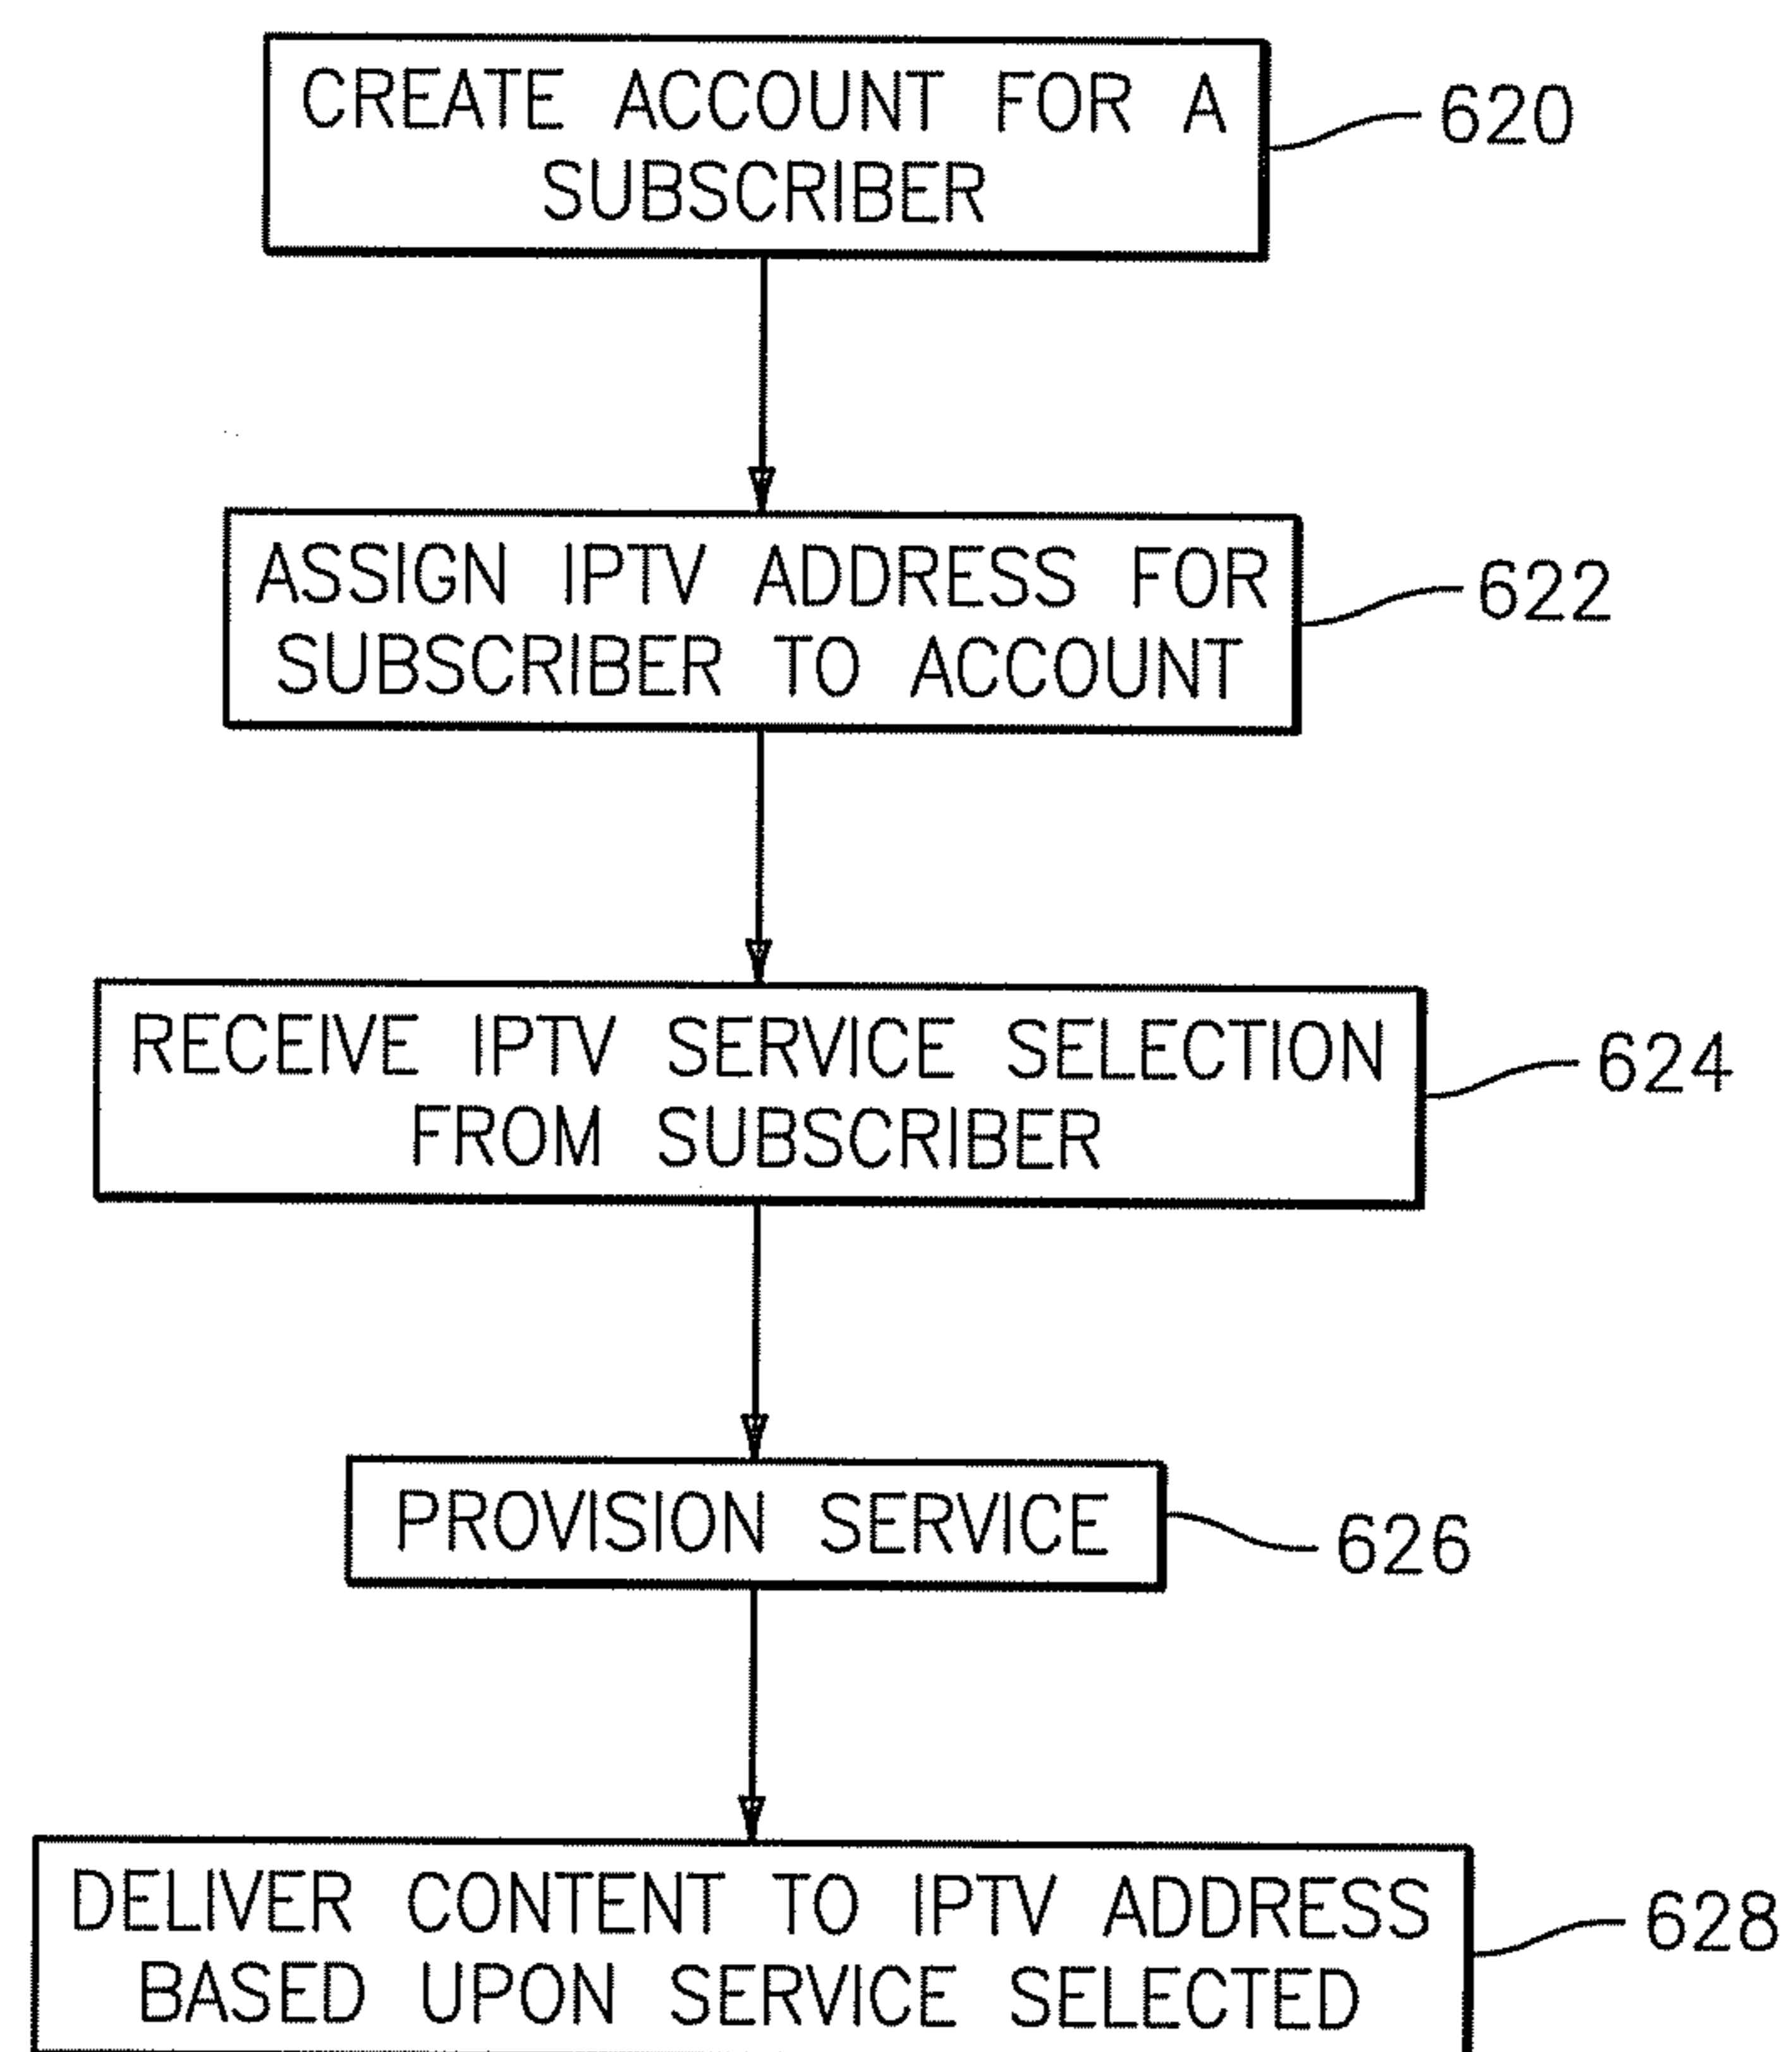 CREATE ACCOUNT FOR A
SUBSCRIBER
620
ASSIGN IPTV ADDRESS FOR
SUBSCRIBER TO ACCOUNT
622
RECEIVE IPTV SERVICE SELECTION
FROM SUBSCRIBER
624
PROVISION SERVICE
626
DELIVER CONTENT TO IPTV ADDRESS
BASED UPON SERVICE SELECTED
628